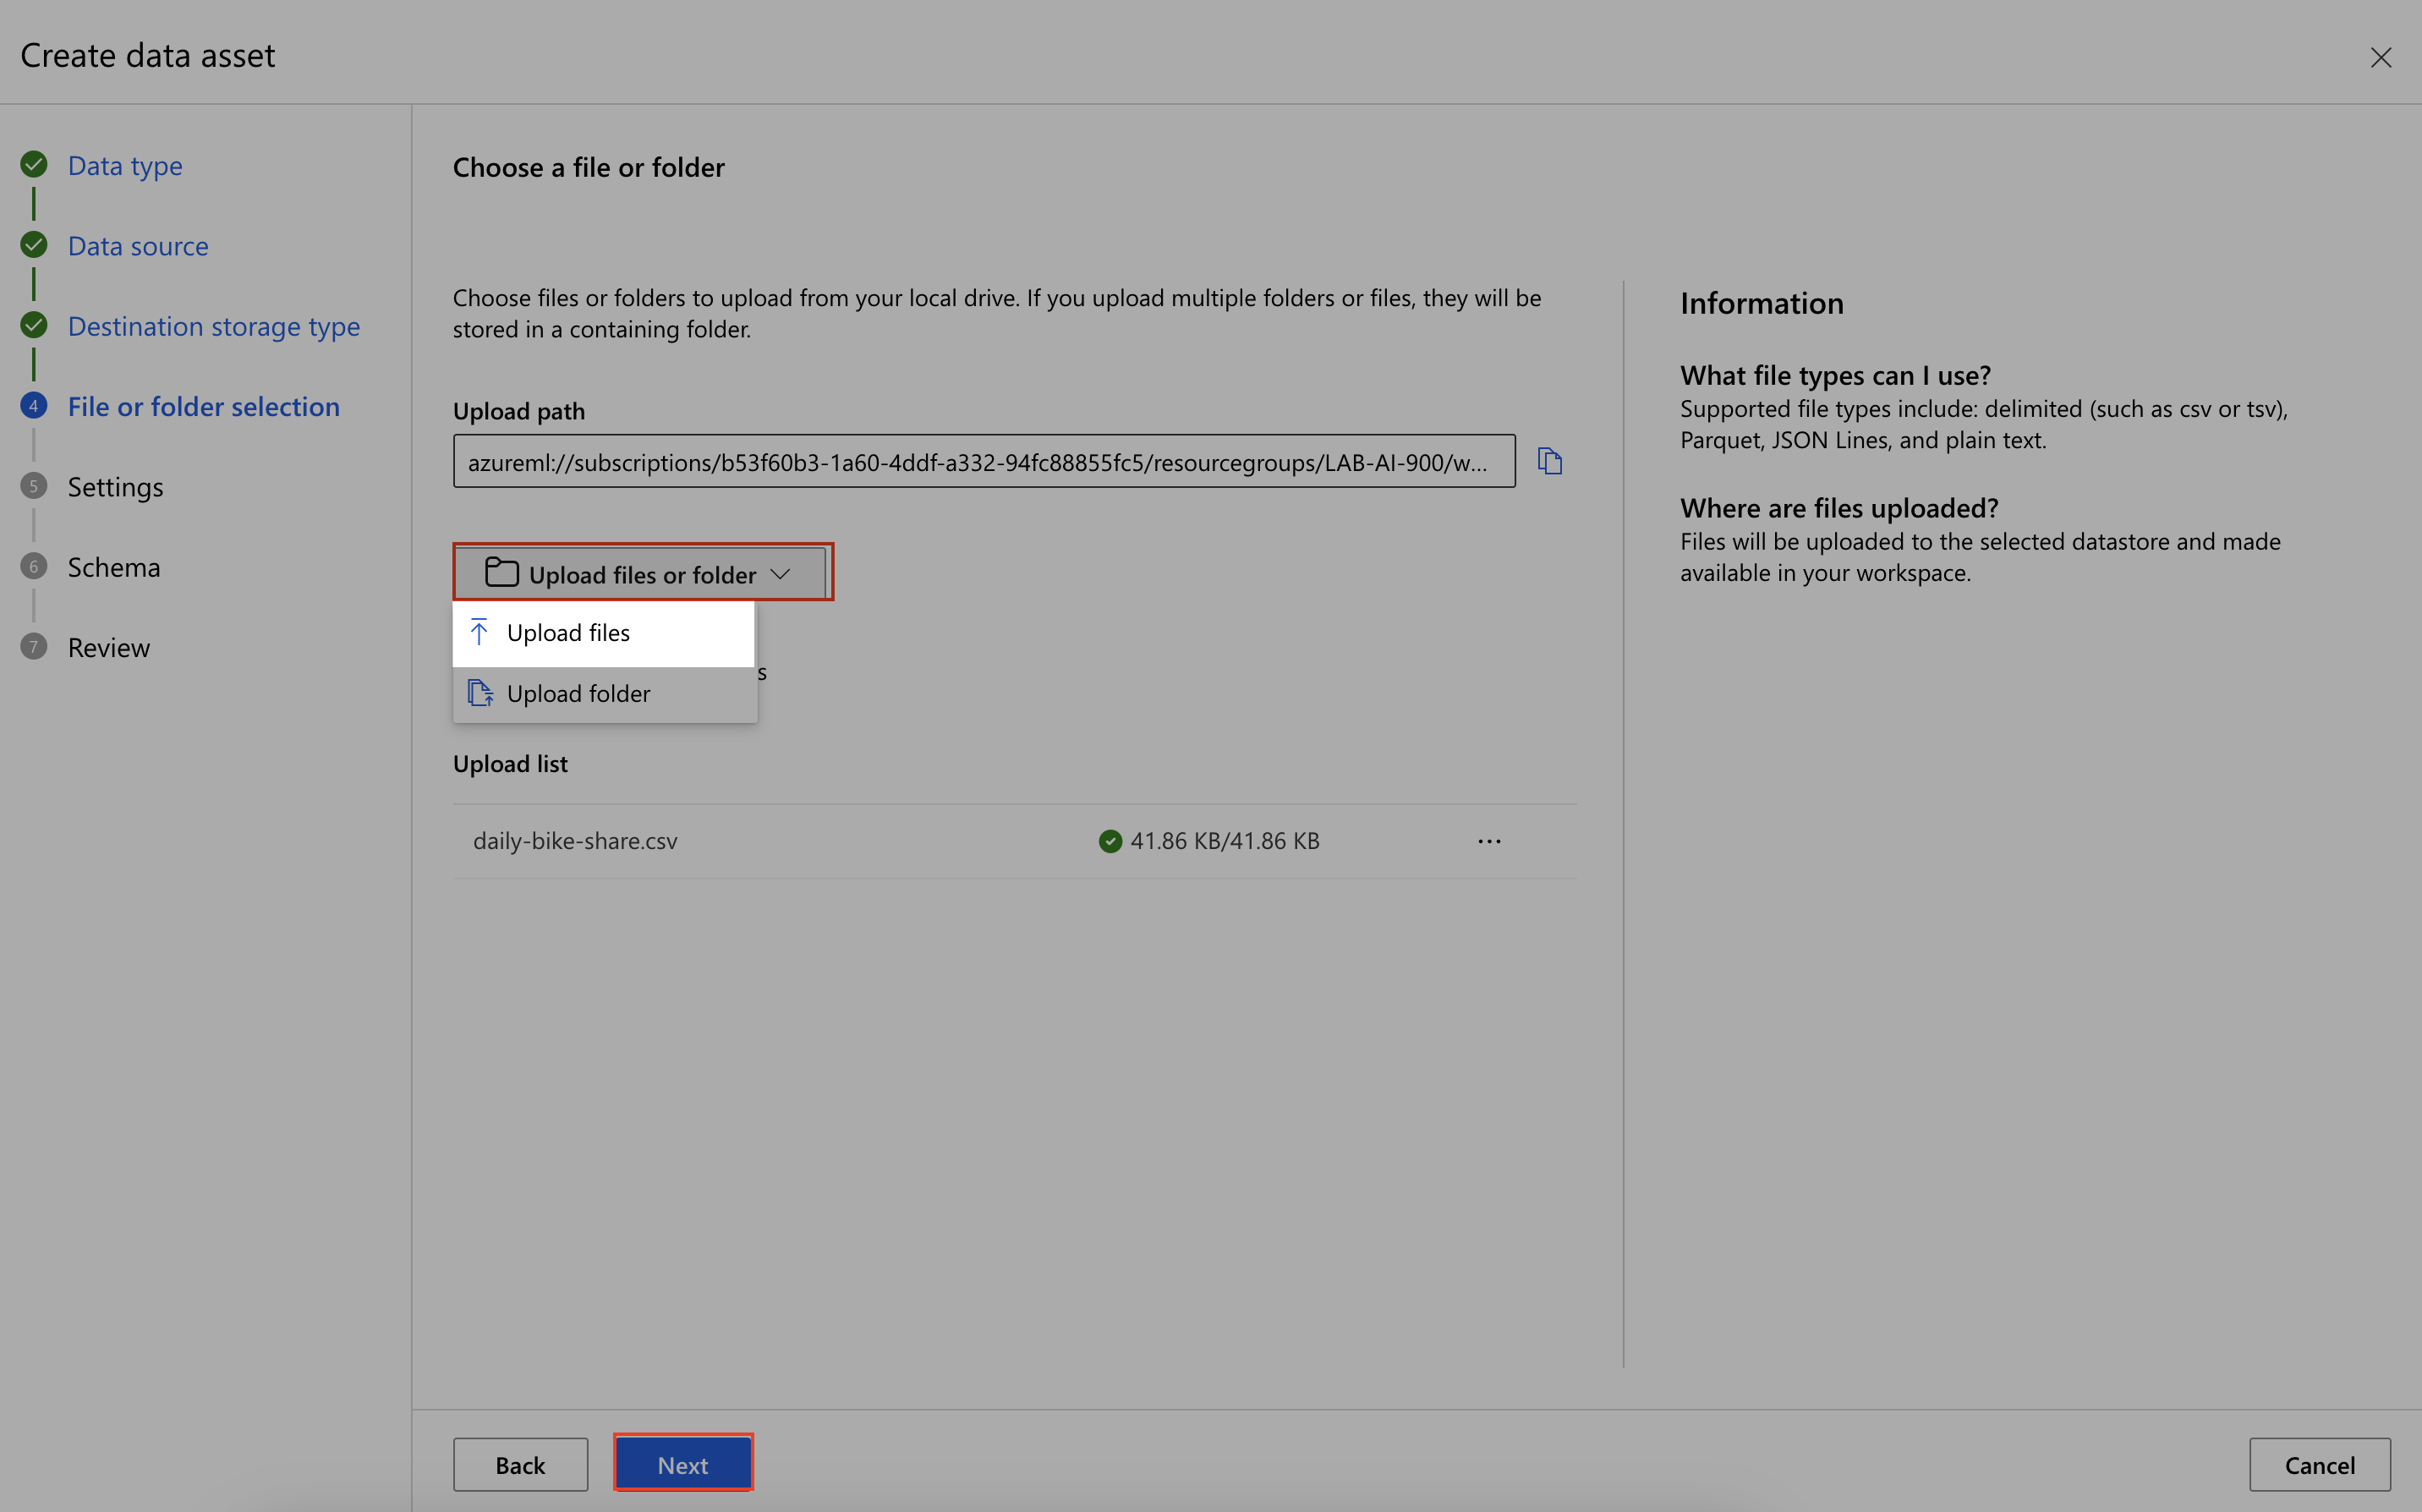 Create data asset
Data type
Data source
Destination storage type
4 File or folder selection
5 Settings
6 Schema
7 Review
Choose a file or folder
Choose files or folders to upload from your local drive. If you upload multiple folders or files, they will be
stored in a containing folder.
Upload path
azureml://subscriptions/b53f60b3-1a60-4ddf-a332-94fc88855fc5/resourcegroups/LAB-AI-900/w...
Upload files or folder
Upload files
s
Upload folder
Upload list
daily-bike-share.csv 41.86 KB/41.86 KB ...
Information
What file types can I use?
Supported file types include: delimited (such as csv or tsv),
Parquet, JSON Lines, and plain text.
Where are files uploaded?
Files will be uploaded to the selected datastore and made
available in your workspace.
Back
Next
Cancel